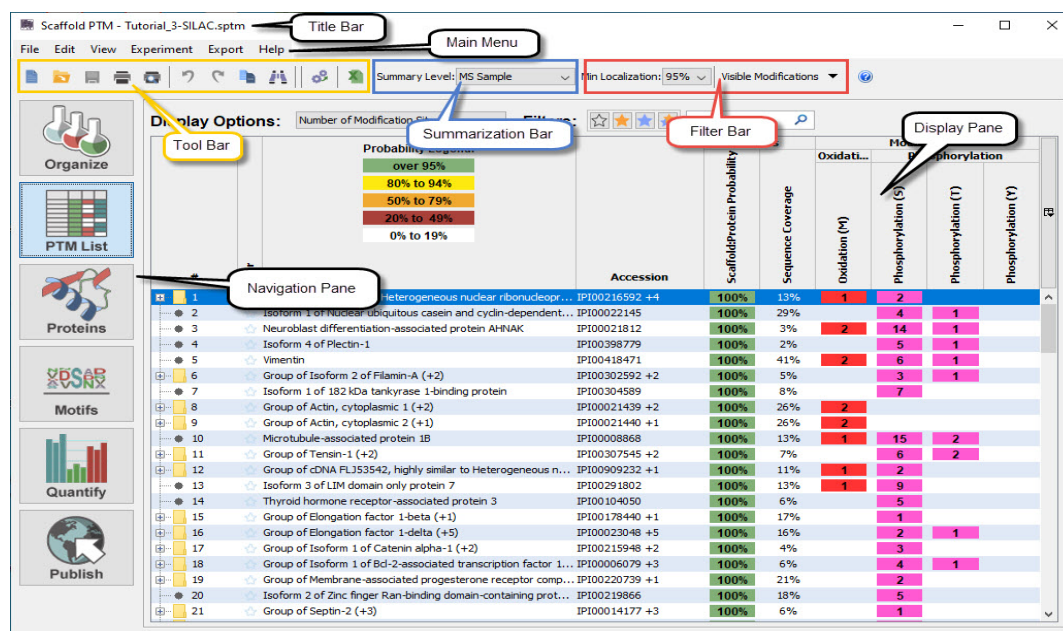 Scaffold PTM - Tutorial_3-SILAC.sptm
Title Bar
File Edit View Experiment Export Help
Main Menu
Summary Level: MS Sample
Min Localization: 95%
Visible Modifications
Display Options: Number of Modification
Tool Bar
Summarization Bar
Filter Bar
Display Pane
Navigation Pane
Organize
PTM List
Proteins
Motifs
Quantify
Publish
over 95%
80% to 94%
50% to 79%
20% to 49%
0% to 19%
Oxidati...
#
Accession
ScaffoldProtein Probability
Sequence Coverage
Oxidation (M)
Phosphorylation (S)
Phosphorylation (T)
Phosphorylation (Y)
1 Heterogeneous nuclear ribonucleopr... IPI00216592 +4 100% 13% 1 2
2 Isoform 1 of Nuclear ubiquitous casein and cyclin-dependent... IPI00022145 100% 29% 4 1
3 Neuroblast differentiation-associated protein AHNAK IPI00021812 100% 3% 2 14 1
4 Isoform 4 of Plectin-1 IPI00398779 100% 2% 5 1
5 Vimentin IPI00418471 100% 41% 2 6 1
6 Group of Isoform 2 of Filamin-A (+2) IPI00302592 +2 100% 5% 3 1
7 Isoform 1 of 182 kDa tankyrase 1-binding protein IPI00304589 100% 8% 7
8 Group of Actin, cytoplasmic 1 (+2) IPI00021439 +2 100% 26% 2
9 Group of Actin, cytoplasmic 2 (+1) IPI00021440 +1 100% 26% 2
10 Microtubule-associated protein 1B IPI00008868 100% 13% 1 15 2
11 Group of Tensin-1 (+2) IPI00307545 +2 100% 7% 6 2
12 Group of cDNA FLJ53542, highly similar to Heterogeneous n... IPI00909232 +1 100% 11% 1 2
13 Isoform 3 of LIM domain only protein 7 IPI00291802 100% 13% 1 9
14 Thyroid hormone receptor-associated protein 3 IPI00104050 100% 6% 5
15 Group of Elongation factor 1-beta (+1) IPI00178440 +1 100% 17% 1
16 Group of Elongation factor 1-delta (+5) IPI00023048 +5 100% 16% 2 1
17 Group of Isoform 1 of Catenin alpha-1 (+2) IPI00215948 +2 100% 4% 3
18 Group of Isoform 1 of Bcl-2-associated transcription factor 1... IPI00006079 +3 100% 6% 4 1
19 Group of Membrane-associated progesterone receptor comp... IPI00220739 +1 100% 21% 2
20 Isoform 2 of Zinc finger Ran-binding domain-containing prot... IPI00219866 100% 18% 5
21 Group of Septin-2 (+3) IPI00014177 +3 100% 6% 1